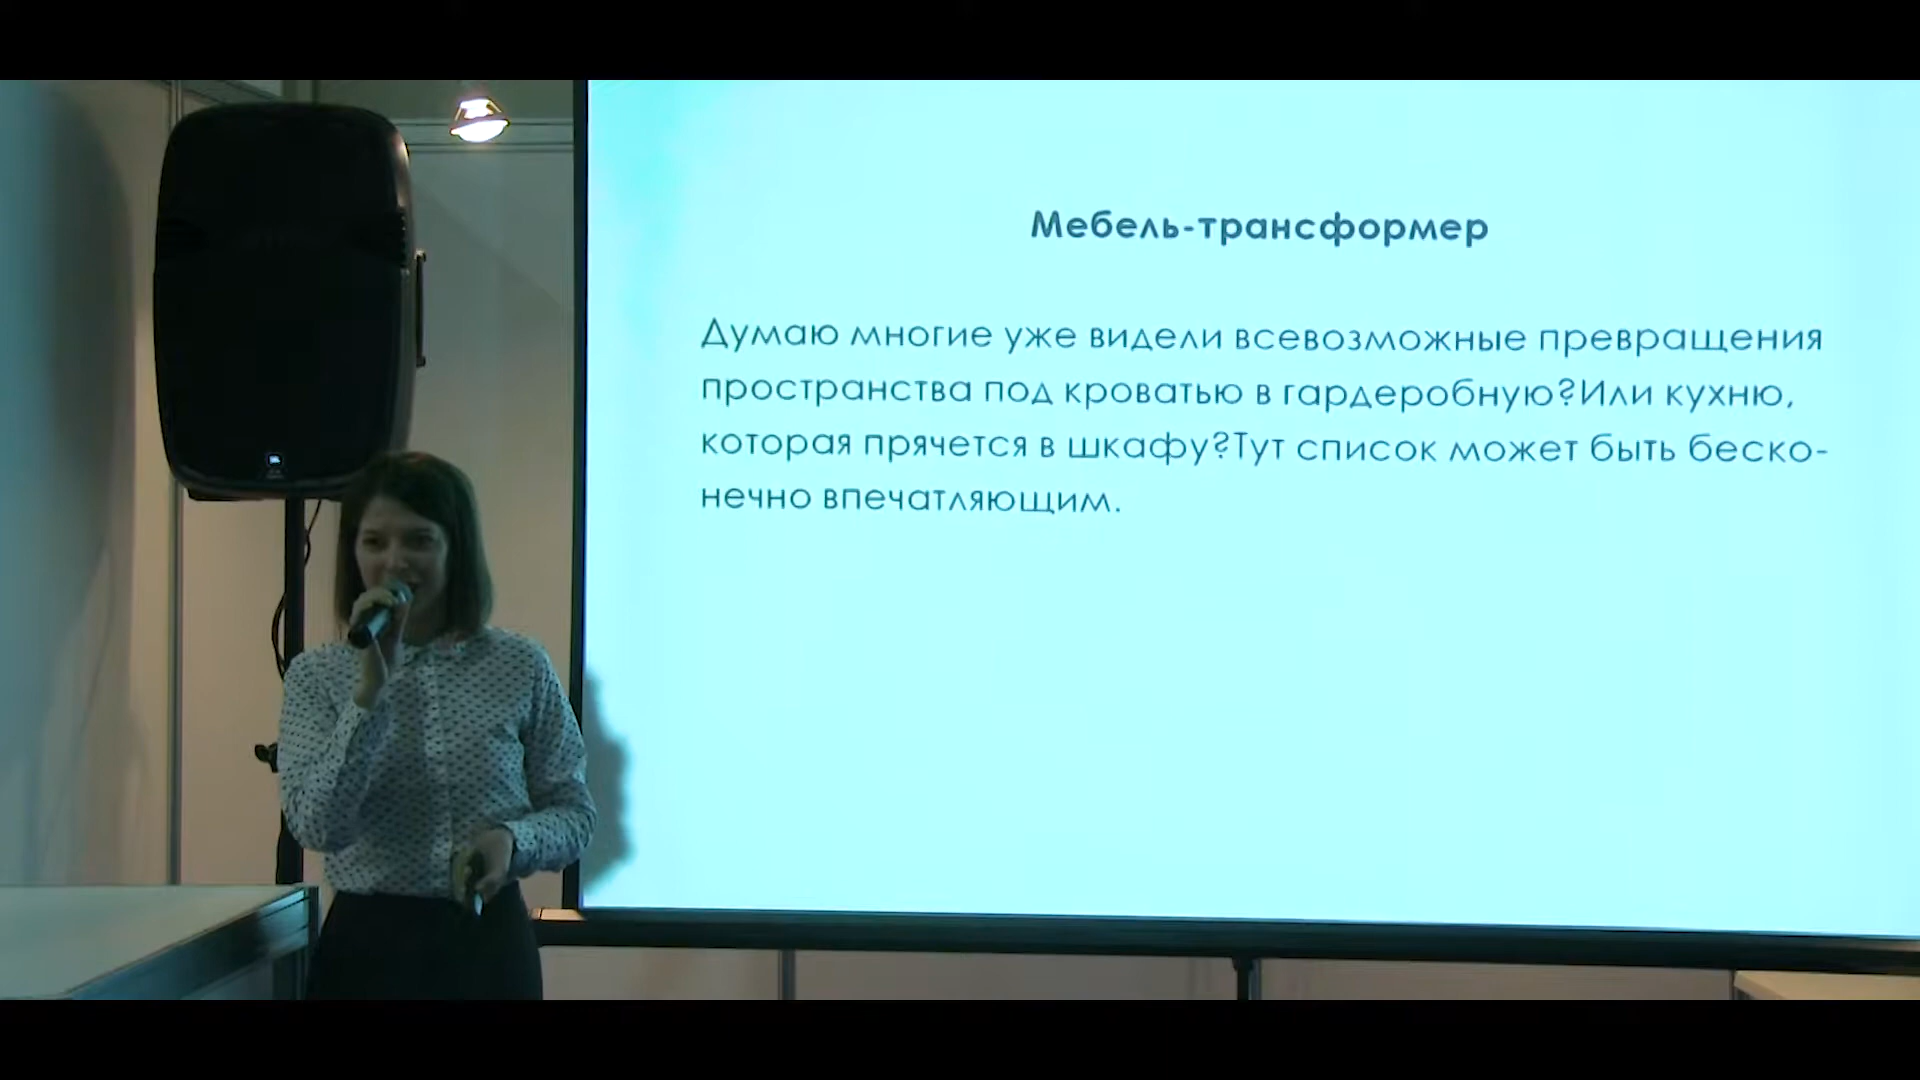 Мебель-трансформер
Думаю многие уже видели всевозможные превращения
пространства под кроватью в гардеробную?Или кухню,
которая прячется в шкафу?Тут список может быть беско-
нечно впечатляющим.